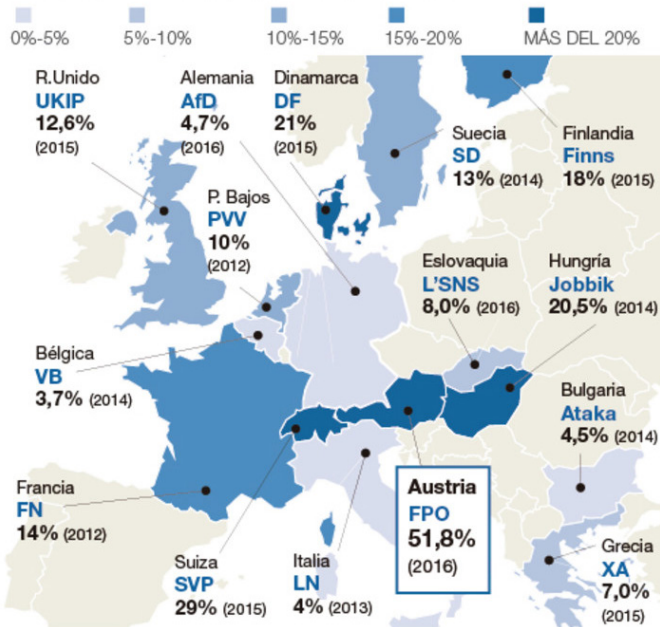 0%-5%
5%-10%
10%-15%
15%-20%
MÁS DEL 20%
R.Unido
UKIP
12,6%
(2015)
Alemania
AfD
4,7%
(2016)
Dinamarca
DF
21%
(2015)
Suecia
SD
13% (2014)
Finlandia
Finns
18% (2015)
P. Bajos
PVV
10%
(2012)
Eslovaquia
L'SNS
8,0% (2016)
Hungría
Jobbik
20,5% (2014)
Bélgica
VB
3,7% (2014)
Bulgaria
Ataka
4,5% (2014)
Francia
FN
14% (2012)
Suiza
SVP
29% (2015)
Italia
LN
4% (2013)
Austria
FPO
51,8%
(2016)
Grecia
XA
7,0%
(2015)